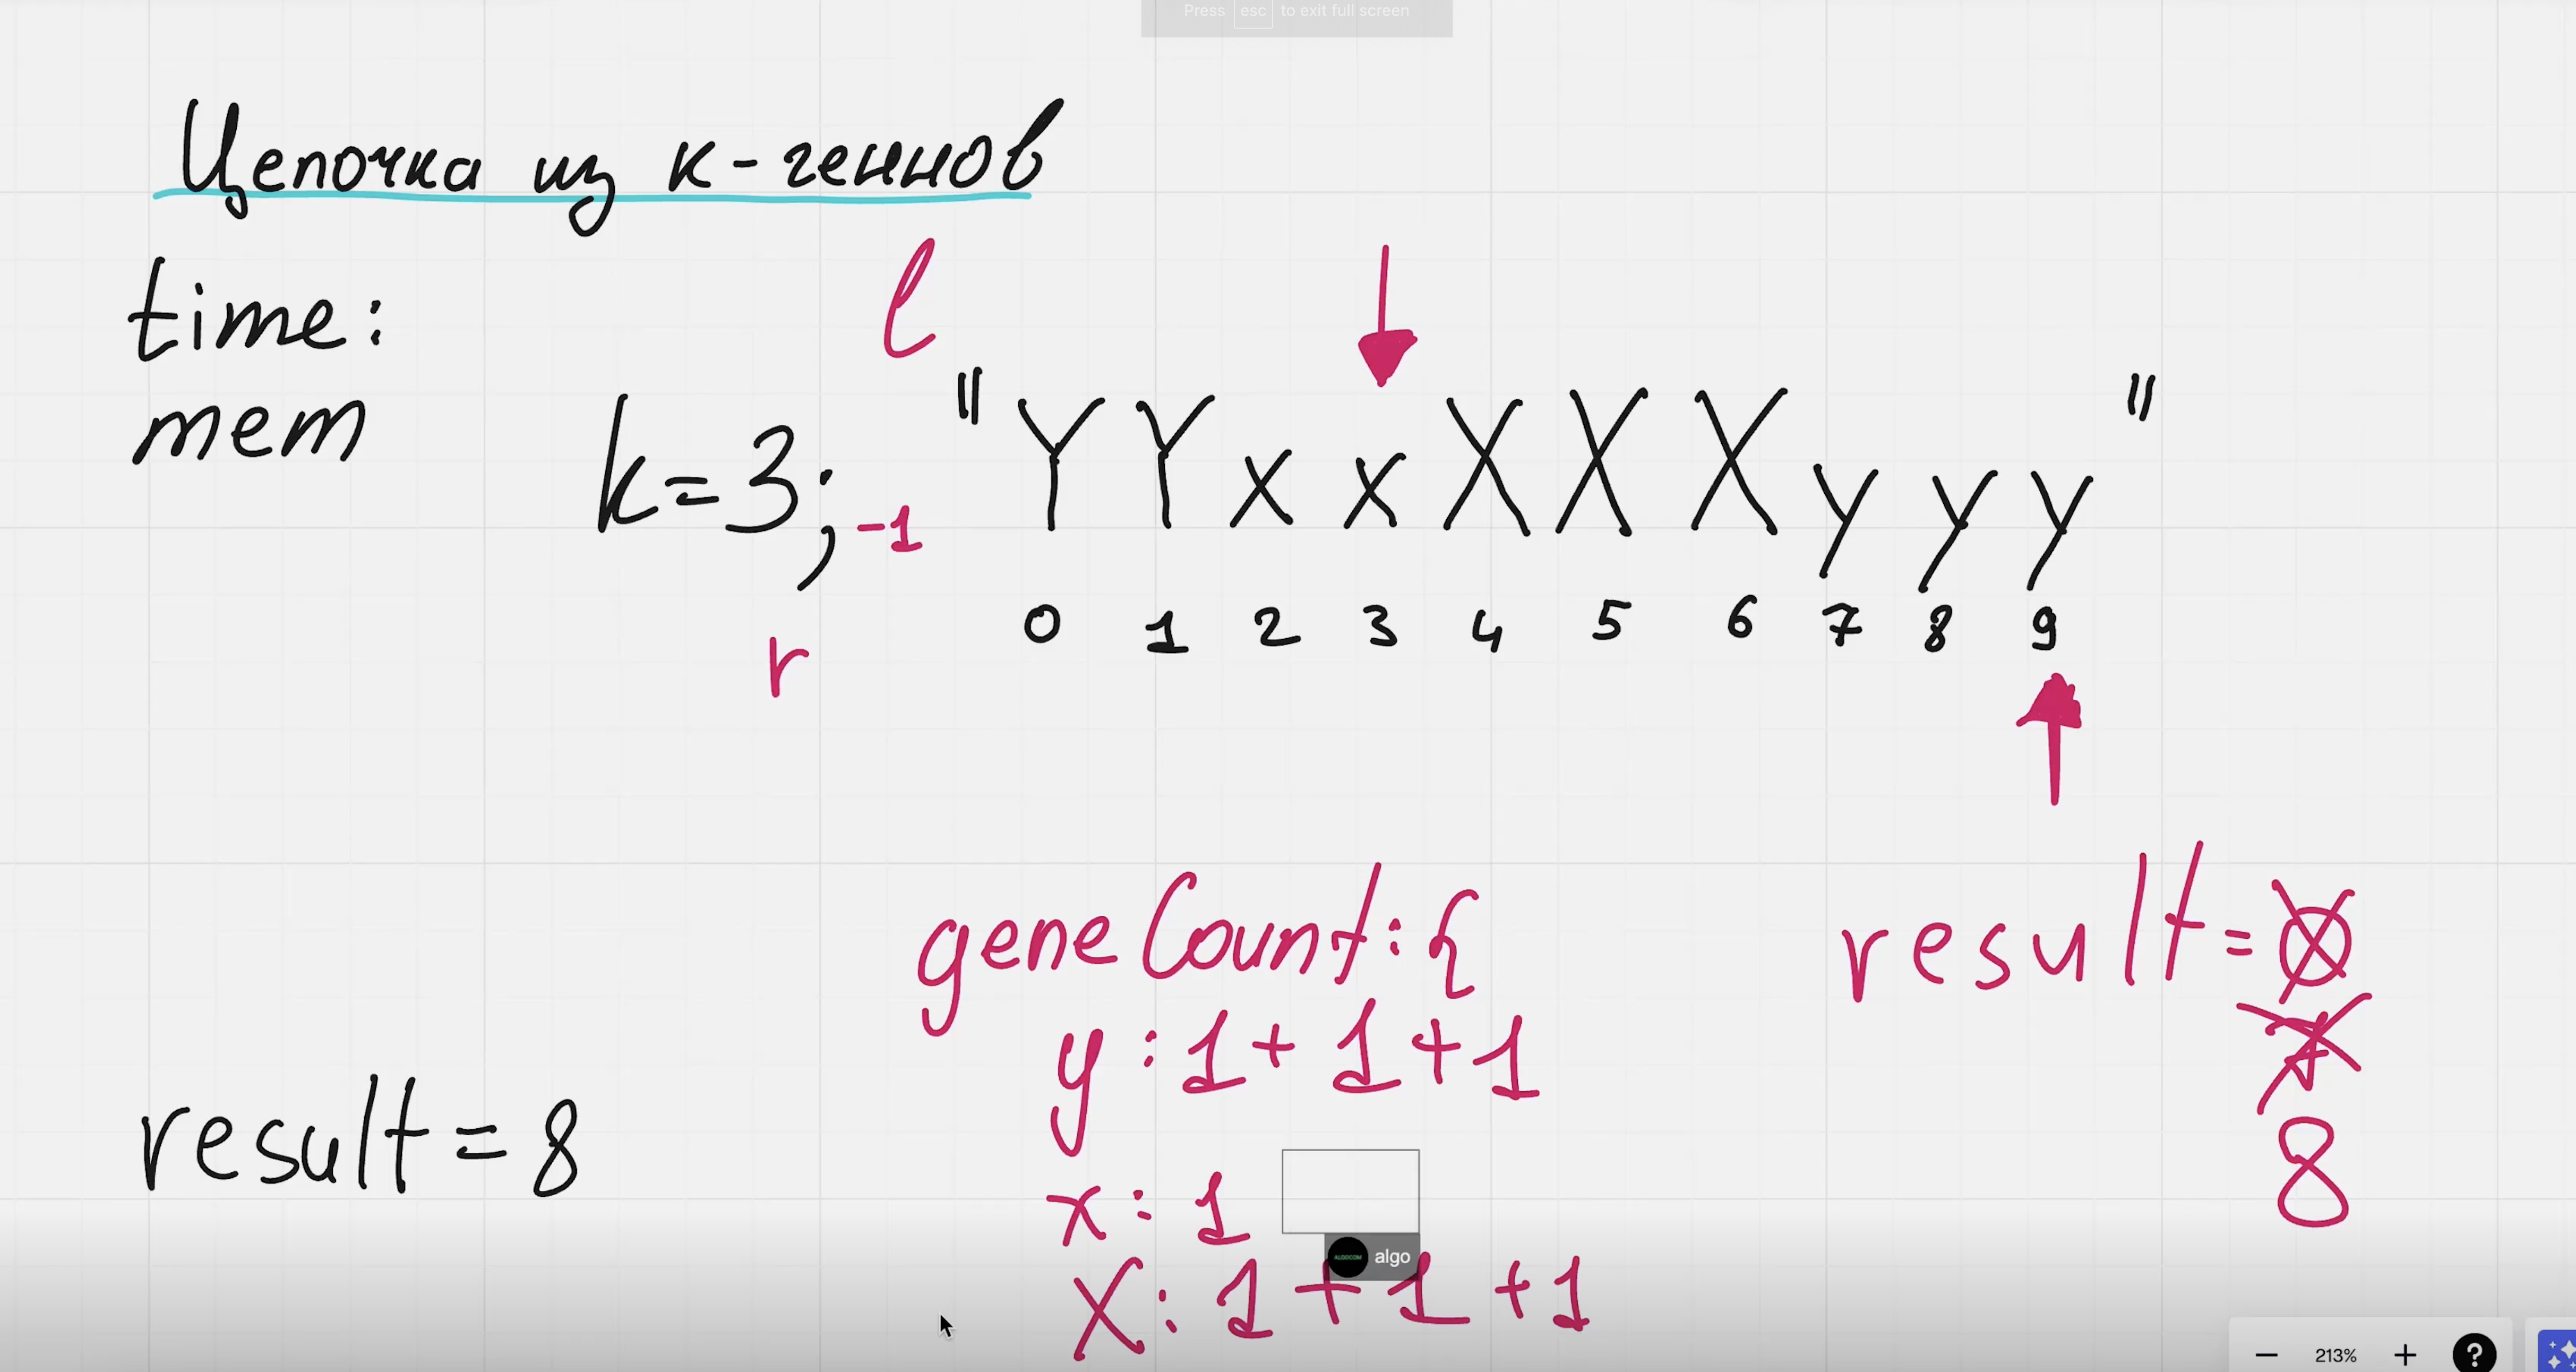 Press esc to exit full screen
Цепочка из к-геннов
time:
mem
l
k=3; -1 "YYxxXXXyyy"
0 1 2 3 4 5 6 7 8 9
r
geneCount:{
y:1+1+1
x:1
X:1+1+1
result=0
8
result=8
algo
213%
?